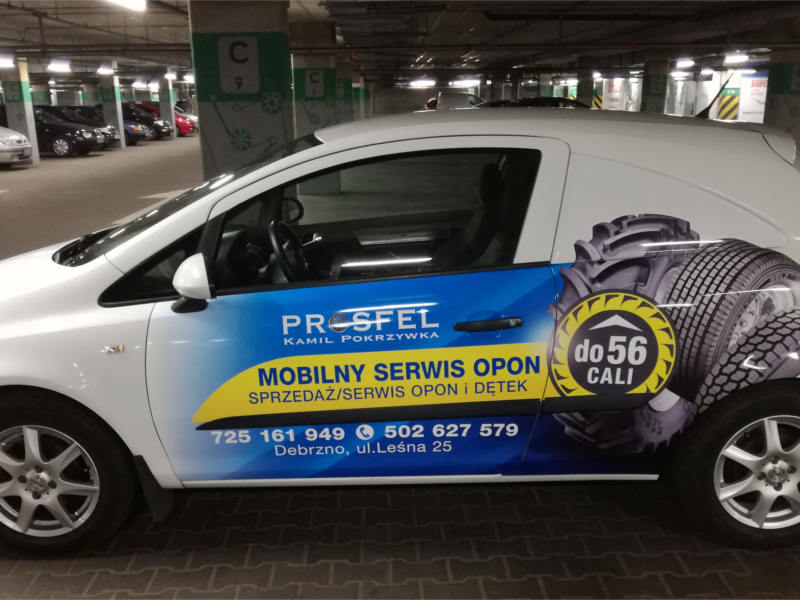 C
9
C
PROSFEL
KAMIL POKRZYWKA
MOBILNY SERWIS OPON
SPRZEDAŻ/SERWIS OPON i DĘTEK
do 56
CALI
725 161 949 502 627 579
Debrzno, ul.Leśna 25